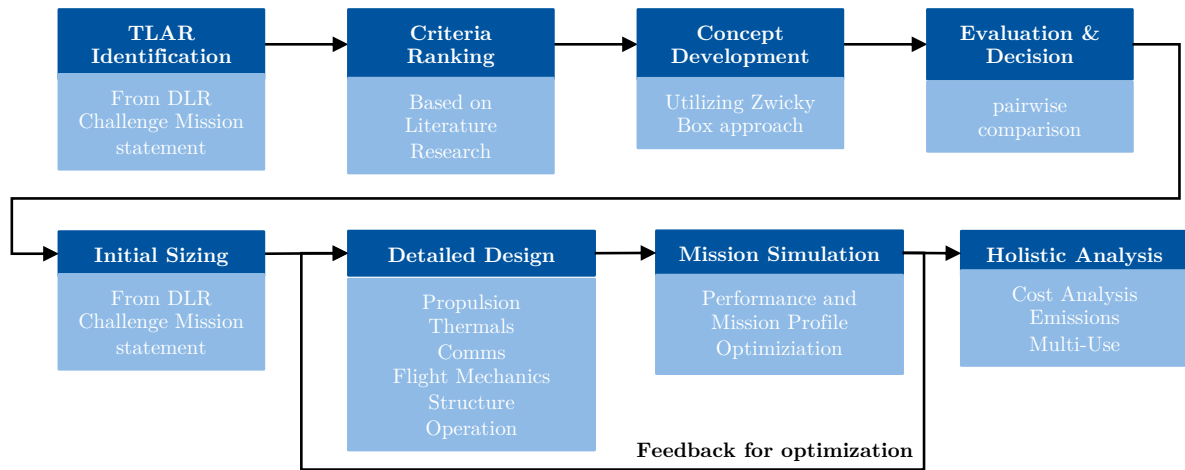 TLAR
Identification
From DLR
Challenge Mission
statement
Criteria
Ranking
Based on
Literature
Research
Concept
Development
Utilizing Zwicky
Box approach
Evaluation &
Decision
pairwise
comparison
Initial Sizing
From DLR
Challenge Mission
statement
Detailed Design
Propulsion
Thermals
Comms
Flight Mechanics
Structure
Operation
Mission Simulation
Performance and
Mission Profile
Optimiziation
Holistic Analysis
Cost Analysis
Emissions
Multi-Use
Feedback for optimization